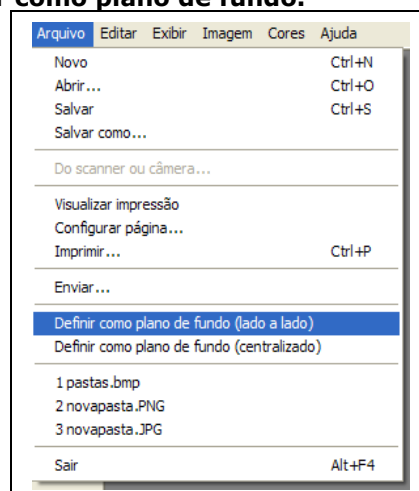 como plano de fundo.
Arquivo Editar Exibir Imagem Cores Ajuda
Novo Ctrl+N
Abrir... Ctrl+O
Salvar Ctrl+S
Salvar como...
Do scanner ou câmera...
Visualizar impressão
Configurar página...
Imprimir... Ctrl+P
Enviar...
Definir como plano de fundo (lado a lado)
Definir como plano de fundo (centralizado)
1 pastas.bmp
2 novapasta.PNG
3 novapasta.JPG
Sair Alt+F4